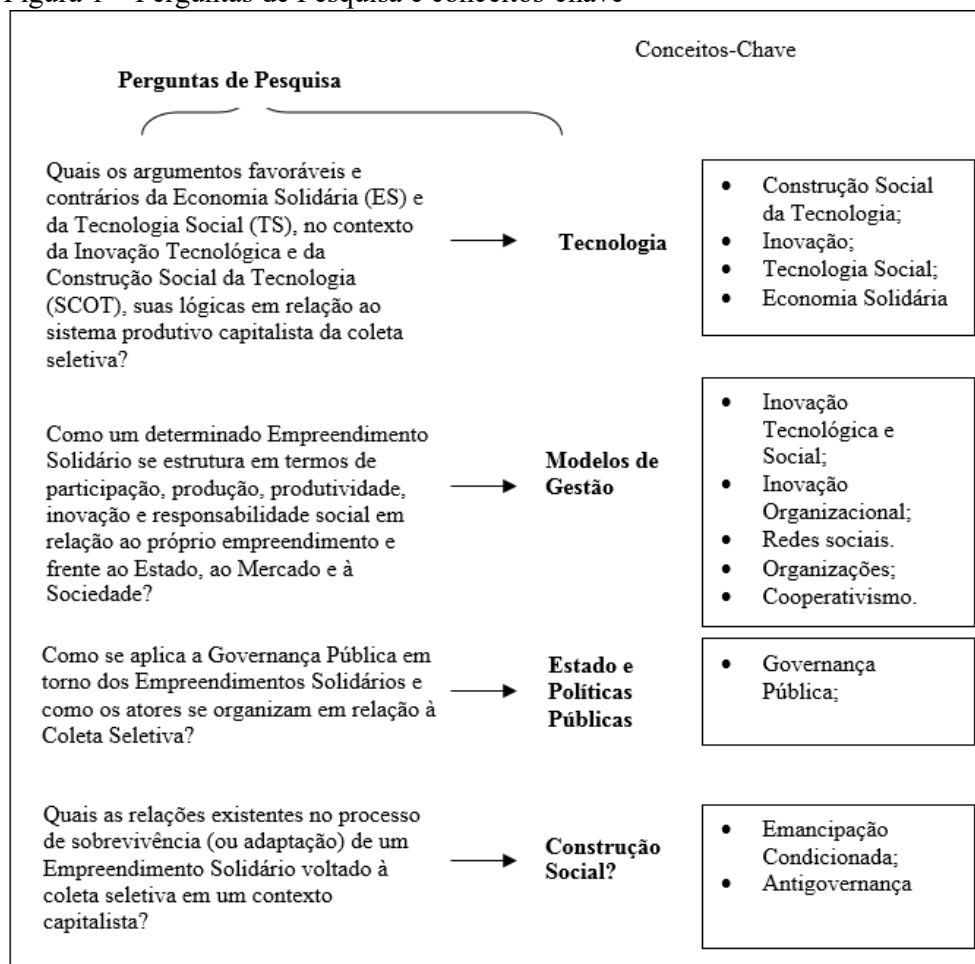 Figura 1 – Perguntas de Pesquisa e conceitos-chave
Conceitos-Chave
Perguntas de Pesquisa
Quais os argumentos favoráveis e
contrários da Economia Solidária (ES) e
da Tecnologia Social (TS), no contexto
da Inovação Tecnológica e da
Construção Social da Tecnologia
(SCOT), suas lógicas em relação ao
sistema produtivo capitalista da coleta
seletiva?
Tecnologia
• Construção Social
da Tecnologia;
• Inovação;
• Tecnologia Social;
• Economia Solidária
Como um determinado Empreendimento
Solidário se estrutura em termos de
participação, produção, produtividade,
inovação e responsabilidade social em
relação ao próprio empreendimento e
frente ao Estado, ao Mercado e à
Sociedade?
Modelos de
Gestão
• Inovação
Tecnológica e
Social;
• Inovação
Organizacional;
• Redes sociais.
• Organizações;
• Cooperativismo.
Como se aplica a Governança Pública em
torno dos Empreendimentos Solidários e
como os atores se organizam em relação à
Coleta Seletiva?
Estado e
Políticas
Públicas
• Governança
Pública;
Quais as relações existentes no processo
de sobrevivência (ou adaptação) de um
Empreendimento Solidário voltado à
coleta seletiva em um contexto
capitalista?
Construção
Social?
• Emancipação
Condicionada;
• Antigovernança